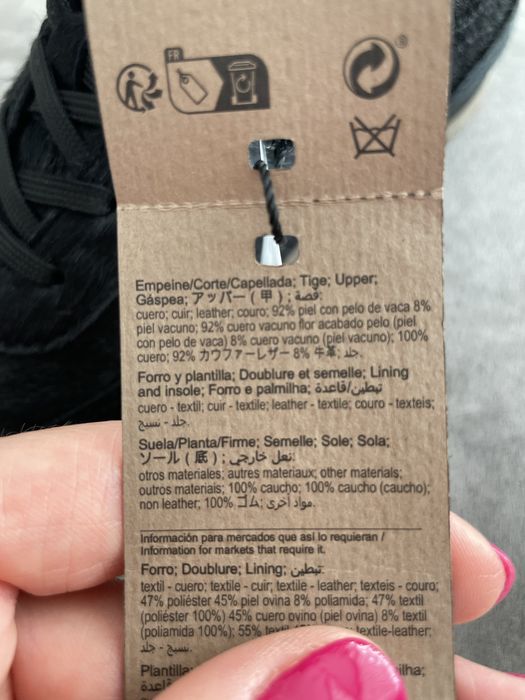 FR
®
Empeine/Corte/Capellada; Tige; Upper;
Gáspea; アッパー ( 甲 ) ; قصة:
cuero; cuir; leather; couro; 92% piel con pelo de vaca 8%
piel vacuno; 92% cuero vacuno flor acabado pelo (piel
con pelo de vaca) 8% cuero vacuno (piel vacuno); 100%
cuero; 92% カウファーレザー 8% 牛革; جلد.
Forro y plantilla; Doublure et semelle; Lining
and insole; Forro e palmilha; تبطين/قاعدة:
cuero - textil; cuir - textile; leather - textile; couro - texteis;
جلد - نسيج.
Suela/Planta/Firme; Semelle; Sole; Sola;
ソール ( 底 ) ; نعل خارجي:
otros materiales; autres materiaux; other materials;
outros materiais; 100% caucho; 100% caucho (caucho);
non leather; 100% ゴム; مواد أخرى.
Información para mercados que así lo requieran /
Information for markets that require it.
Forro; Doublure; Lining; تبطين:
textil - cuero; textile - cuir; textile - leather; texteis - couro;
47% poliéster 45% piel ovina 8% poliamida; 47% textil
(poliéster 100%) 45% cuero ovino (piel ovina) 8% textil
(poliamida 100%); 55% textil textile-leather;
نسيج - جلد.
Plantilla ilha;
قاعدة